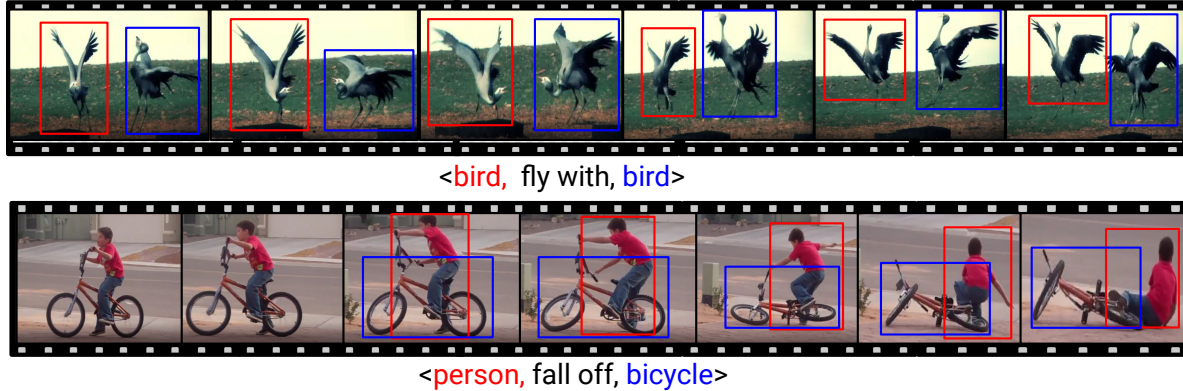 <bird, fly with, bird>
<person, fall off, bicycle>